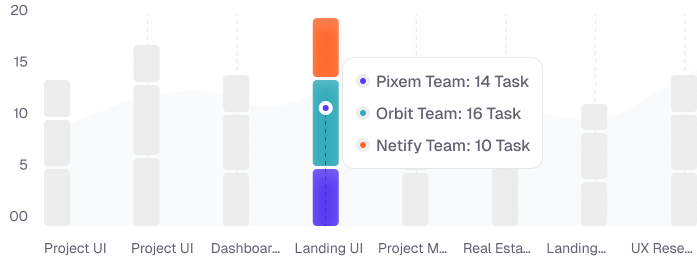 20
15
10
5
00
Pixem Team: 14 Task
Orbit Team: 16 Task
Netify Team: 10 Task
Project UI
Project UI
Dashboar...
Landing UI
Project M...
Real Esta...
Landing...
UX Rese...